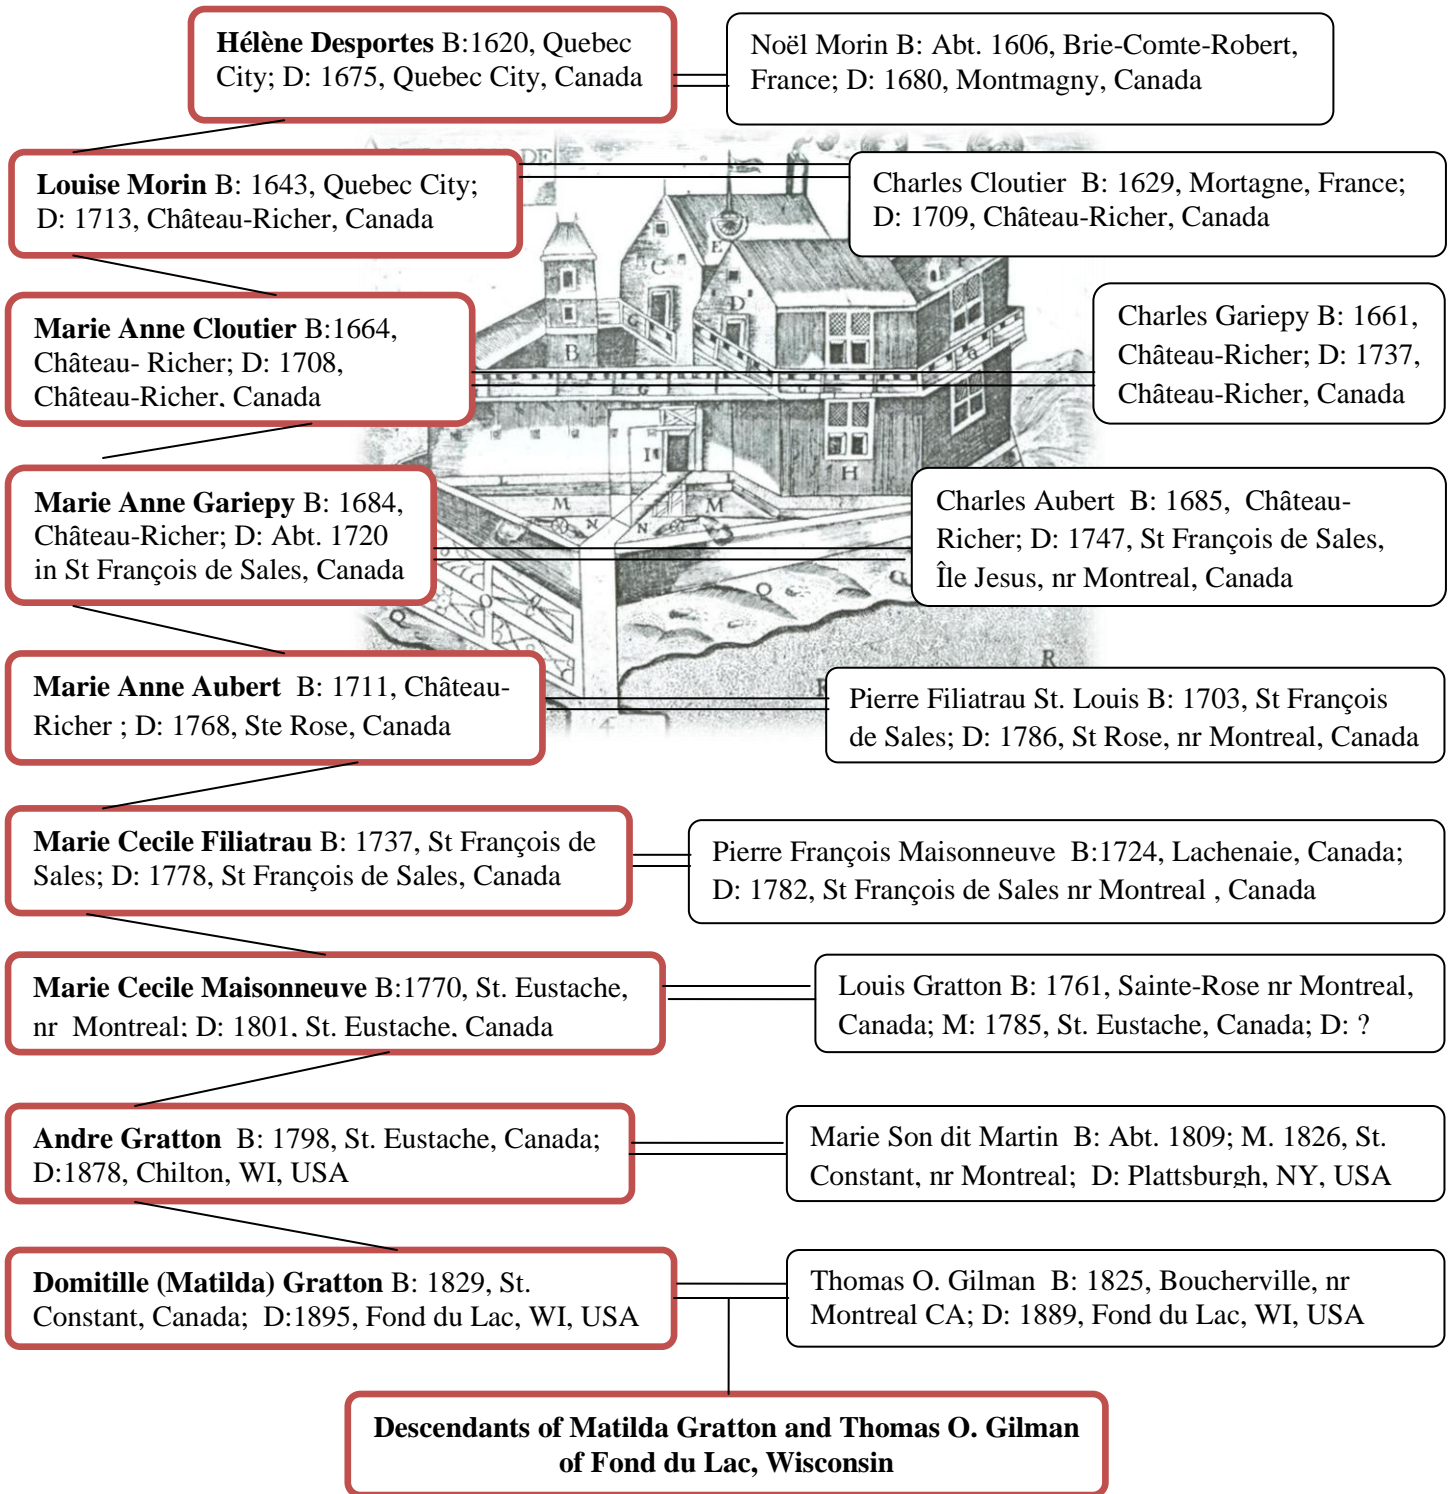 Hélène Desportes B:1620, Quebec
City; D: 1675, Quebec City, Canada
Noël Morin B: Abt. 1606, Brie-Comte-Robert,
France; D: 1680, Montmagny, Canada
DE
Louise Morin B: 1643, Quebec City;
D: 1713, Château-Richer, Canada
Charles Cloutier B: 1629, Mortagne, France;
D: 1709, Château-Richer, Canada
E
C
D
B
G
G
Marie Anne Cloutier B:1664,
Château- Richer; D: 1708,
Château-Richer, Canada
Charles Gariepy B: 1661,
Château-Richer; D: 1737,
Château-Richer, Canada
I
H
L
M
M
N
N
Marie Anne Gariepy B: 1684,
Château-Richer; D: Abt. 1720
in St François de Sales, Canada
Charles Aubert B: 1685, Château-
Richer; D: 1747, St François de Sales,
Île Jesus, nr Montreal, Canada
Q
O
Q
R
Marie Anne Aubert B: 1711, Château-
Richer ; D: 1768, Ste Rose, Canada
Pierre Filiatrau St. Louis B: 1703, St François
de Sales; D: 1786, St Rose, nr Montreal, Canada
4
Marie Cecile Filiatrau B: 1737, St François de
Sales; D: 1778, St François de Sales, Canada
Pierre François Maisonneuve B:1724, Lachenaie, Canada;
D: 1782, St François de Sales nr Montreal , Canada
Marie Cecile Maisonneuve B:1770, St. Eustache,
nr Montreal; D: 1801, St. Eustache, Canada
Louis Gratton B: 1761, Sainte-Rose nr Montreal,
Canada; M: 1785, St. Eustache, Canada; D: ?
Andre Gratton B: 1798, St. Eustache, Canada;
D:1878, Chilton, WI, USA
Marie Son dit Martin B: Abt. 1809; M. 1826, St.
Constant, nr Montreal; D: Plattsburgh, NY, USA
Domitille (Matilda) Gratton B: 1829, St.
Constant, Canada; D:1895, Fond du Lac, WI, USA
Thomas O. Gilman B: 1825, Boucherville, nr
Montreal CA; D: 1889, Fond du Lac, WI, USA
Descendants of Matilda Gratton and Thomas O. Gilman
of Fond du Lac, Wisconsin